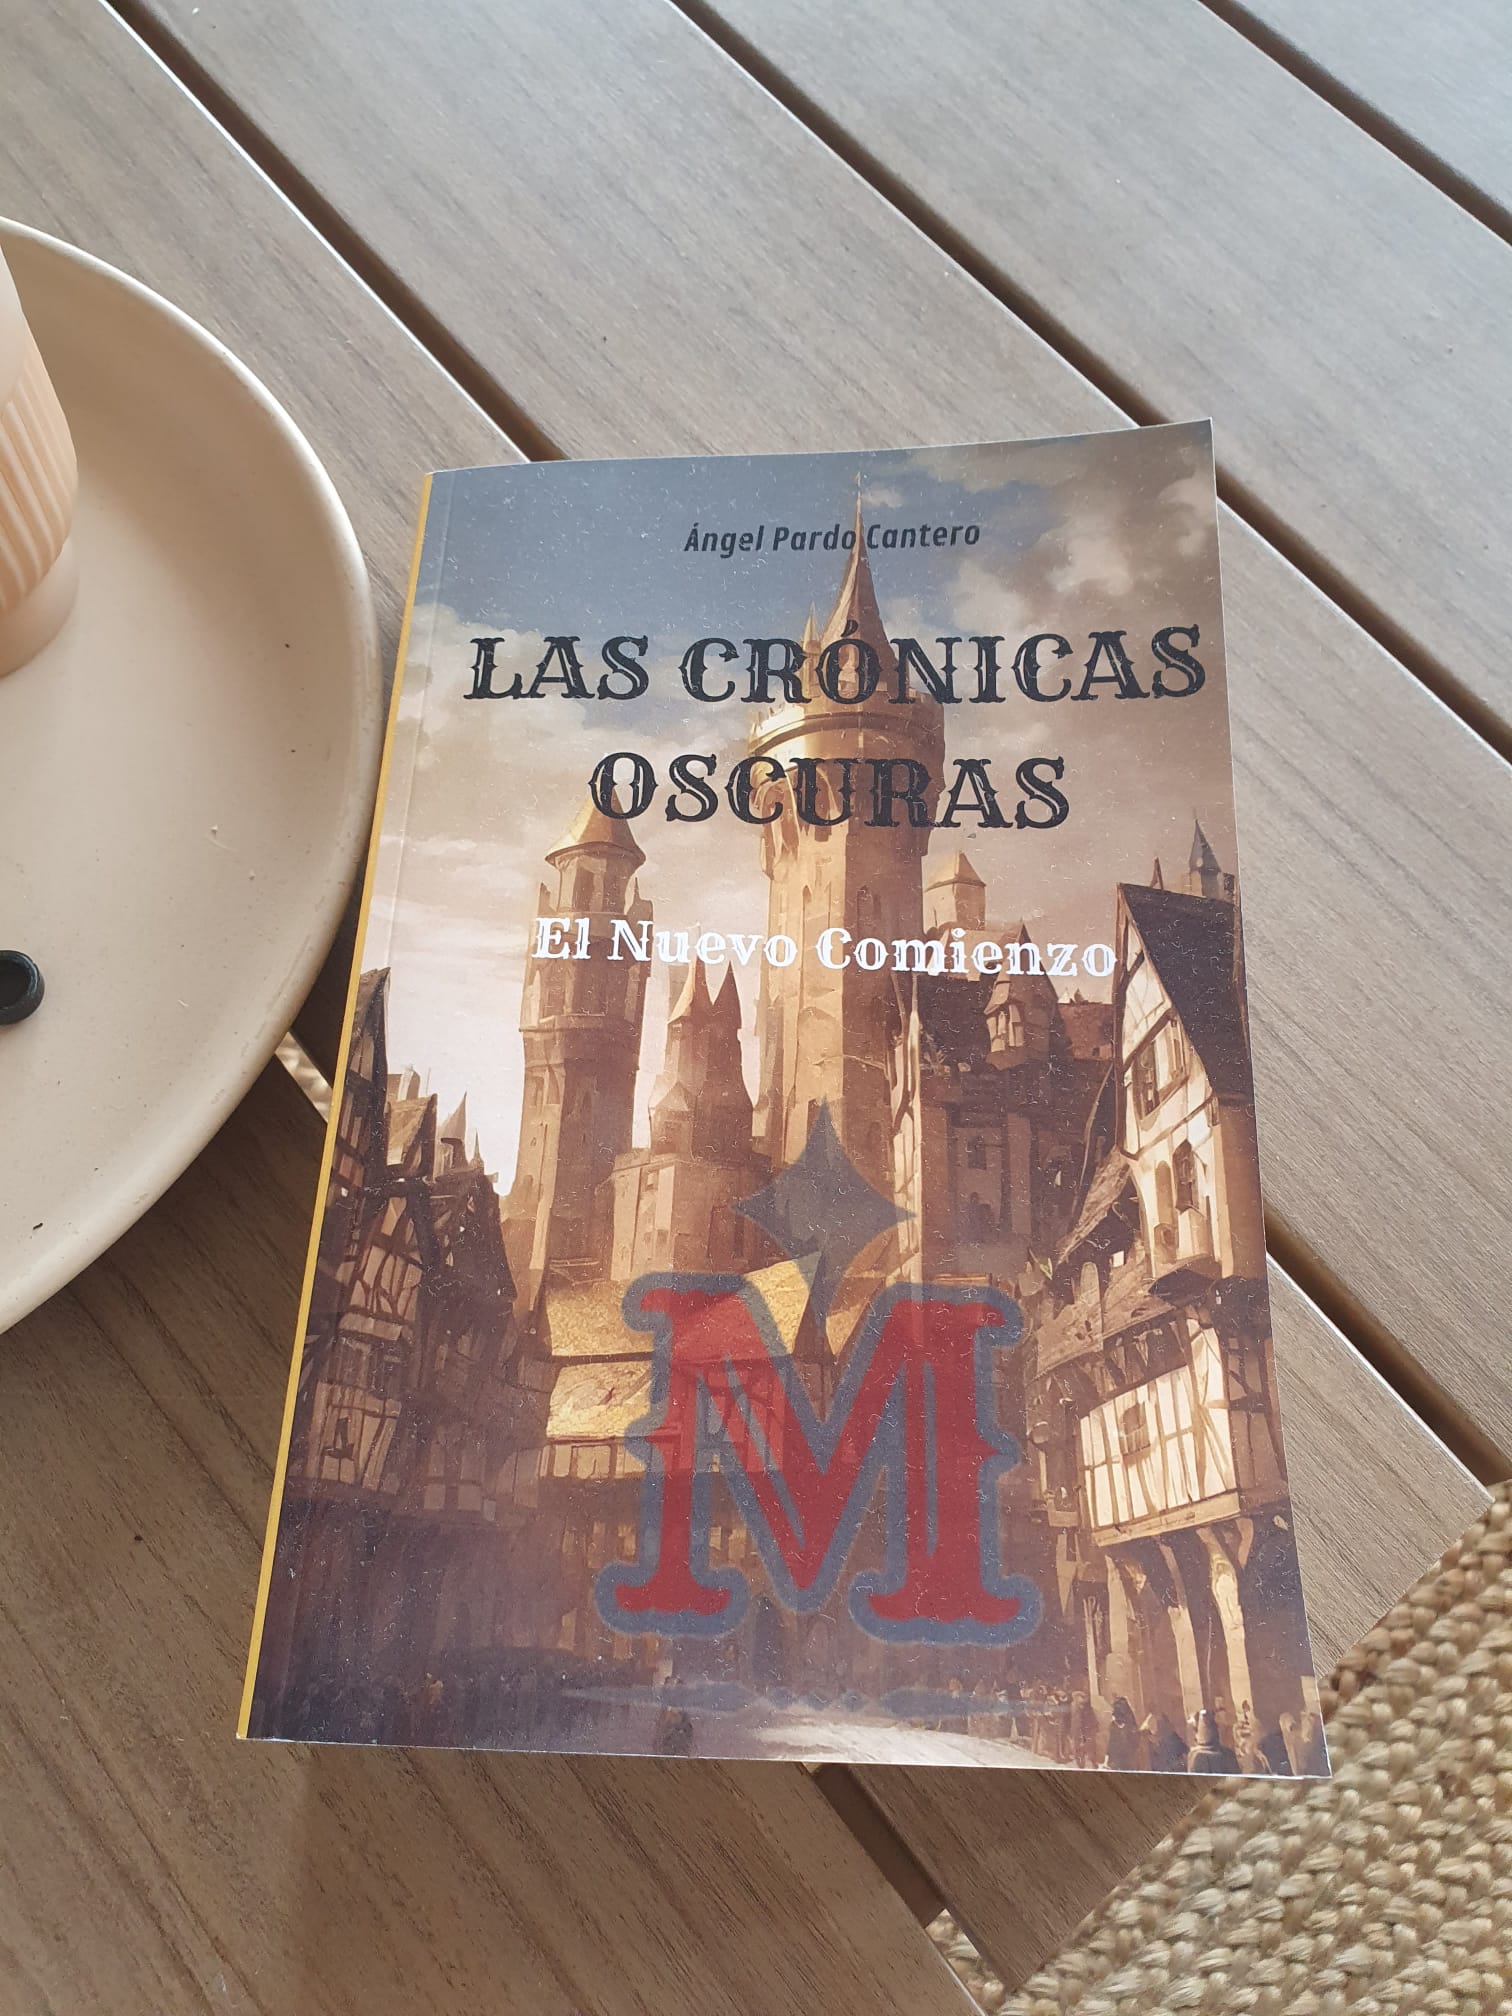 Ángel Pardo Cantero
LAS CRÓNICAS
OSCURAS
El Nuevo Comienzo
M